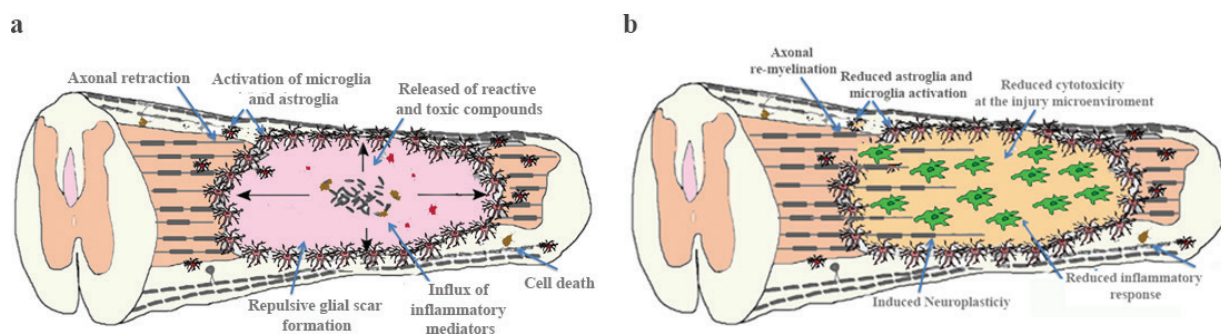 a
Axonal retraction
Activation of microglia
and astroglia
Released of reactive
and toxic compounds
Repulsive glial scar
formation
Influx of
inflammatory
mediators
Cell death
b
Axonal
re-myelination
Reduced astroglia and
microglia activation
Reduced cytotoxicity
at the injury microenviroment
Induced Neuroplasticiy
Reduced inflammatory
response